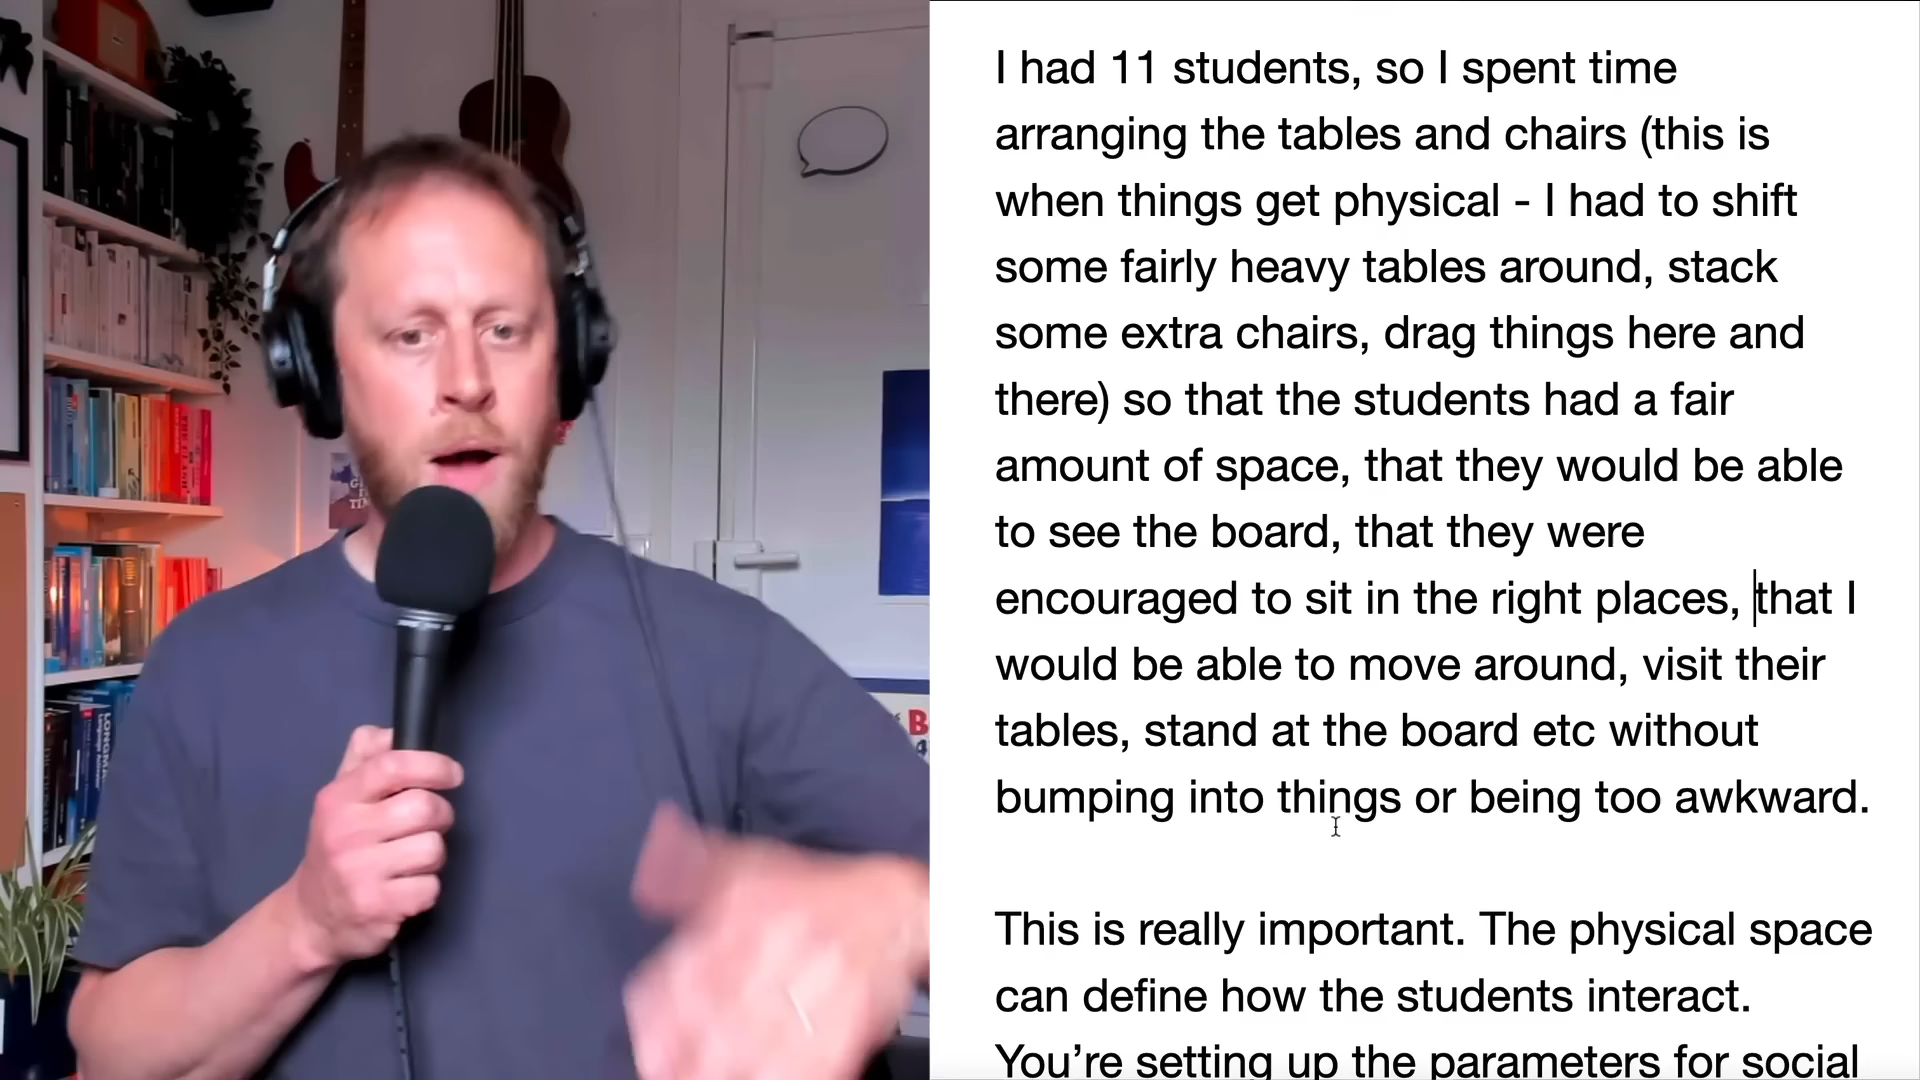 I had 11 students, so I spent time
arranging the tables and chairs (this is
when things get physical - I had to shift
some fairly heavy tables around, stack
some extra chairs, drag things here and
there) so that the students had a fair
amount of space, that they would be able
to see the board, that they were
encouraged to sit in the right places, that I
would be able to move around, visit their
tables, stand at the board etc without
bumping into things or being too awkward.
This is really important. The physical space
can define how the students interact.
You’re setting up the parameters for social
LONGMAN
B